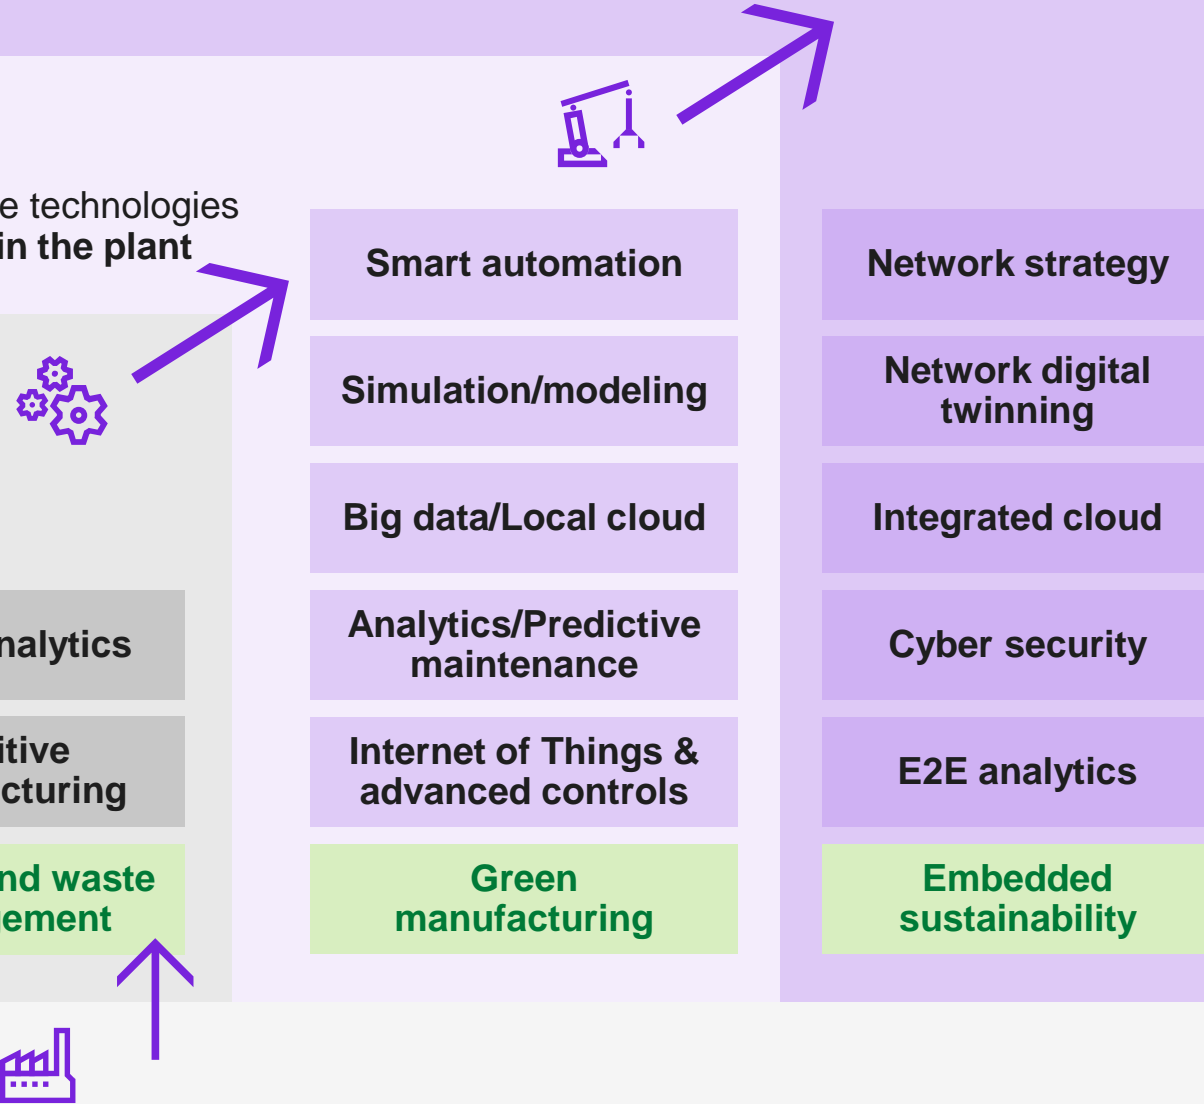 e technologies
in the plant
Smart automation
Simulation/modeling
Big data/Local cloud
Analytics/Predictive
maintenance
Internet of Things &
advanced controls
Green
manufacturing
Network strategy
Network digital
twinning
Integrated cloud
Cyber security
E2E analytics
Embedded
sustainability
nalytics
itive
cturing
nd waste
gement